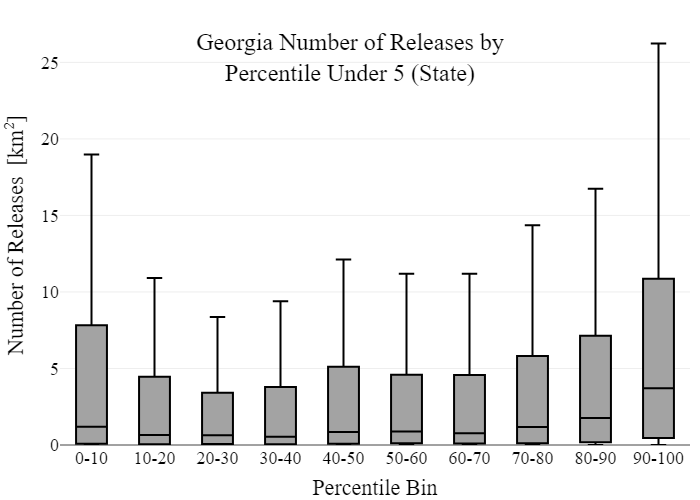 Georgia Number of Releases by
Percentile Under 5 (State)
Number of Releases [km²]
25
20
15
10
5
0
0-10 10-20 20-30 30-40 40-50 50-60 60-70 70-80 80-90 90-100
Percentile Bin